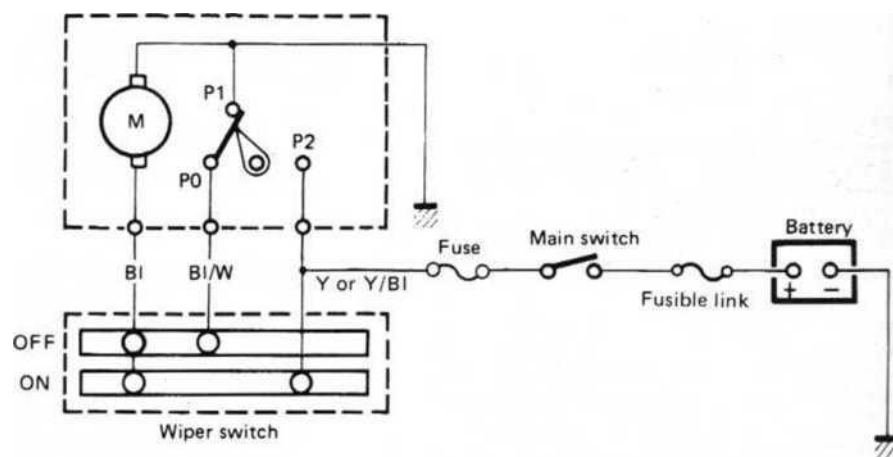 M
P1
P0
P2
Bl
Bl/W
Y or Y/Bl
Fuse
Main switch
Fusible link
Battery
+
−
OFF
ON
Wiper switch